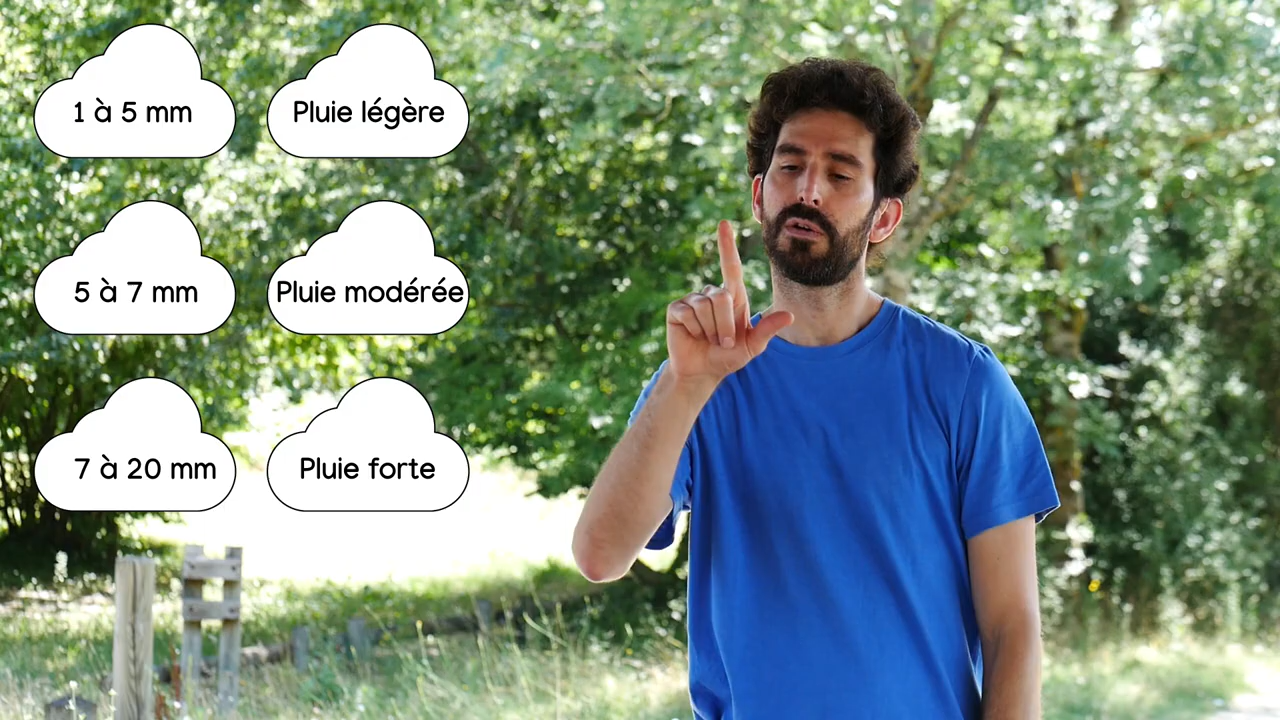 1 à 5 mm
Pluie légère
5 à 7 mm
Pluie modérée
7 à 20 mm
Pluie forte